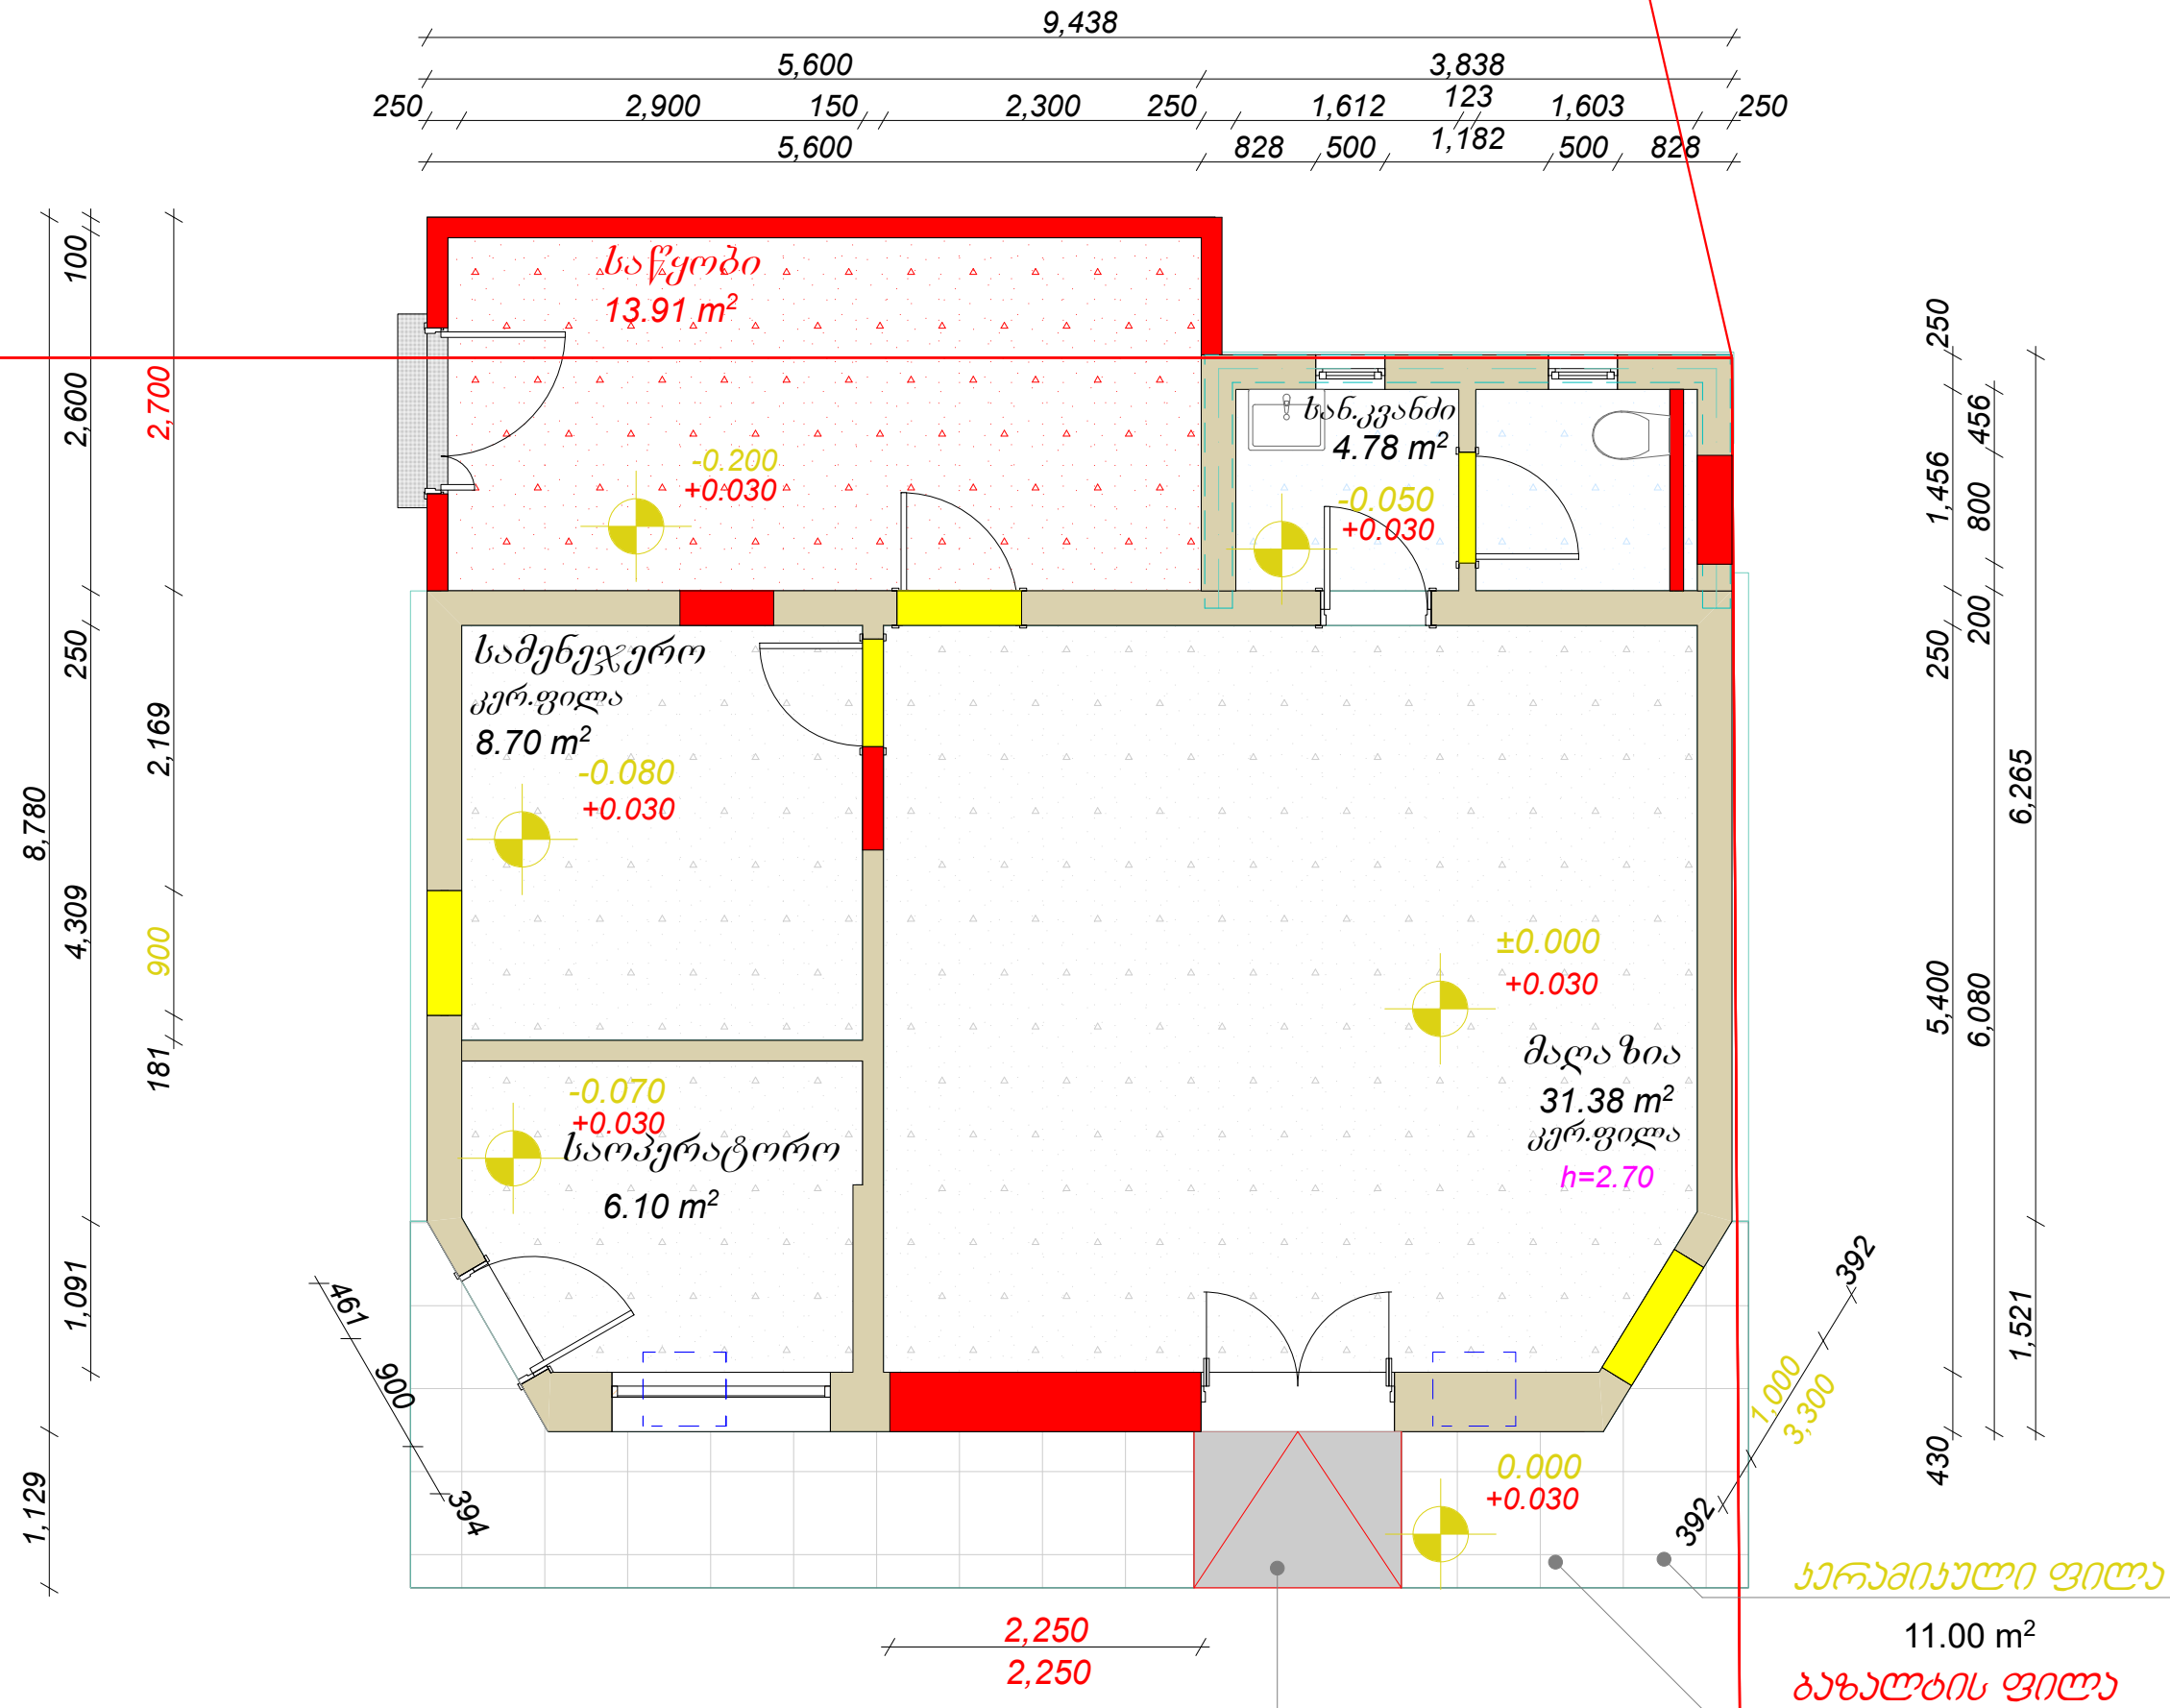 9,438
5,600 3,838
250 2,900 150 2,300 250 1,612 123 1,603 250
5,600 828 500 1,182 500 828
100
2,600
2,700
250
2,169
8,780
4,309
900
181
1,091
1,129
461
900
394
საწყობი
13.91 m²
-0.200
+0.030
სან.კვანძი
4.78 m²
-0.050
+0.030
სამენეჯერო
კერ.ფილა
8.70 m²
-0.080
+0.030
-0.070
+0.030
საოპერატორო
6.10 m²
±0.000
+0.030
მაღაზია
31.38 m²
კერ.ფილა
h=2.70
0.000
+0.030
250
456
1,456
800
200
250
6,265
5,400
6,080
1,521
430
392
1,000
3,300
392
2,250
2,250
კერამიკული ფილა
11.00 m²
ბაზალტის ფილა